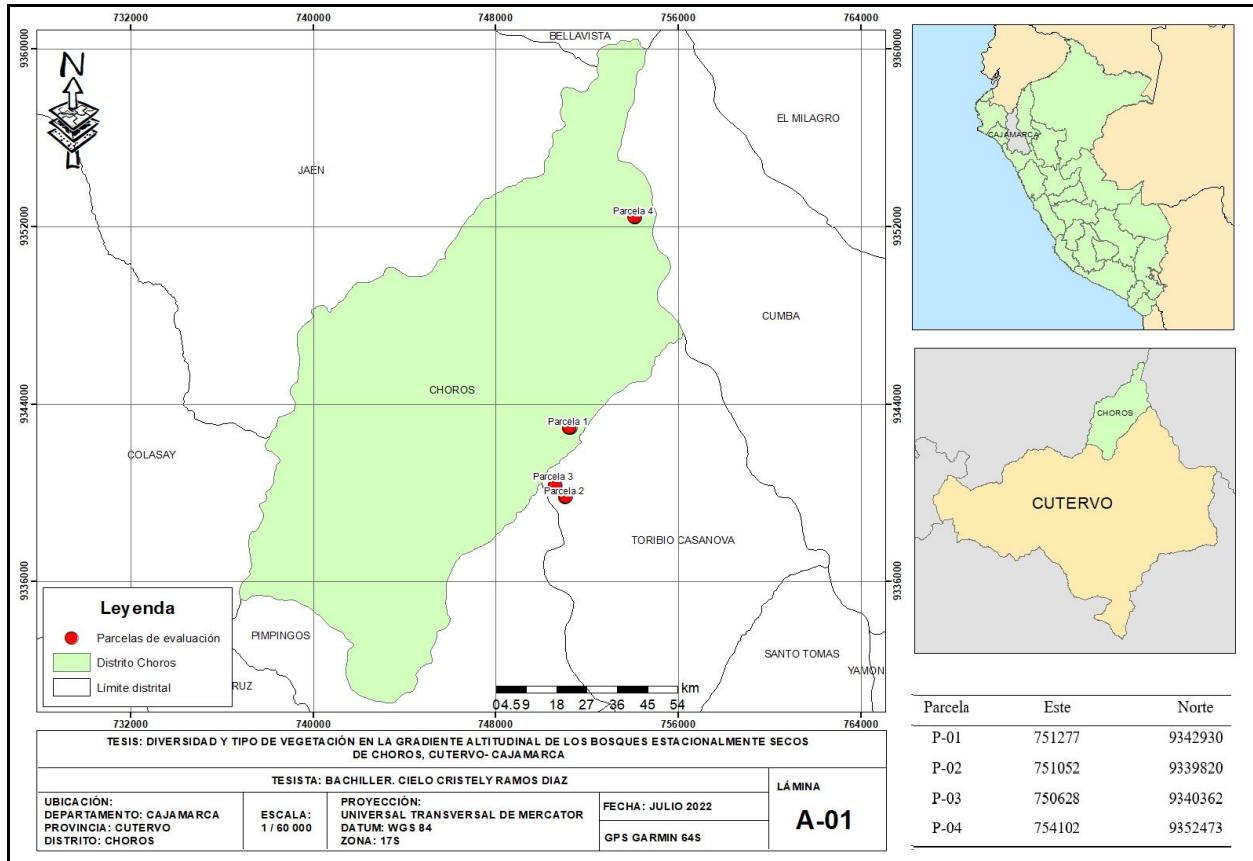 732000 740000 748000 756000 764000
9360000
9352000
9344000
9336000
9360000
9352000
9344000
9336000
N
BELLAVISTA
EL MILAGRO
JAEN
Parcela 4
CUMBA
CHOROS
Parcela 1
COLASAY
Parcela 3
Parcela 2
TORIBIO CASANOVA
PIMPINGOS
SANTO TOMAS
YAMON
RUZ
Leyenda
Parcelas de evaluación
Distrito Choros
Límite distrital
km
0 4.5 9 18 27 36 45 54
732000 740000 748000 756000 764000
TESIS: DIVERSIDAD Y TIPO DE VEGETACIÓN EN LA GRADIENTE ALTITUDINAL DE LOS BOSQUES ESTACIONALMENTE SECOS
DE CHOROS, CUTERVO- CAJAMARCA
TESISTA: BACHILLER. CIELO CRISTELY RAMOS DIAZ
UBICACIÓN:
DEPARTAMENTO: CAJAMARCA
PROVINCIA: CUTERVO
DISTRITO: CHOROS
ESCALA:
1 / 60 000
PROYECCIÓN:
UNIVERSAL TRANSVERSAL DE MERCATOR
DATUM: WGS 84
ZONA: 17S
FECHA: JULIO 2022
GPS GARMIN 64S
LÁMINA
A-01
CAJAMARCA
CHOROS
CUTERVO
Parcela Este Norte
P-01 751277 9342930
P-02 751052 9339820
P-03 750628 9340362
P-04 754102 9352473